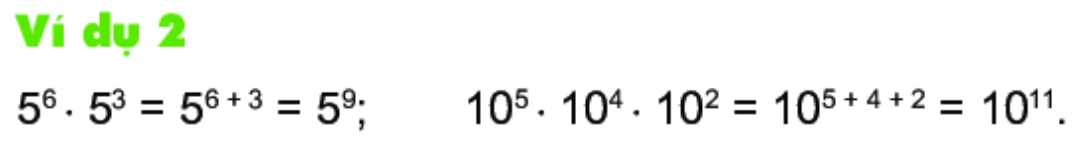 Ví dụ 2
5⁶ · 5³ = 5⁶ ⁺ ³ = 5⁹; 10⁵ · 10⁴ · 10² = 10⁵ ⁺ ⁴ ⁺ ² = 10¹¹.